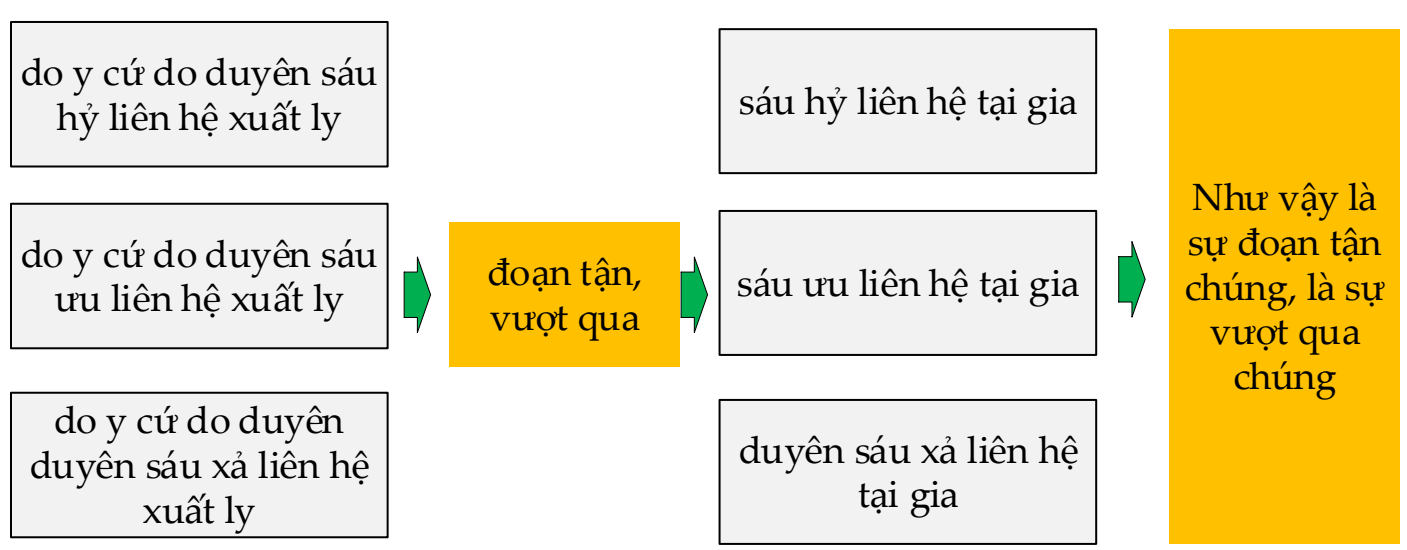 do y cứ do duyên sáu
hỷ liên hệ xuất ly
do y cứ do duyên sáu
ưu liên hệ xuất ly
do y cứ do duyên
duyên sáu xả liên hệ
xuất ly
đoạn tận,
vượt qua
sáu hỷ liên hệ tại gia
sáu ưu liên hệ tại gia
duyên sáu xả liên hệ
tại gia
Như vậy là
sự đoạn tận
chúng, là sự
vượt qua
chúng